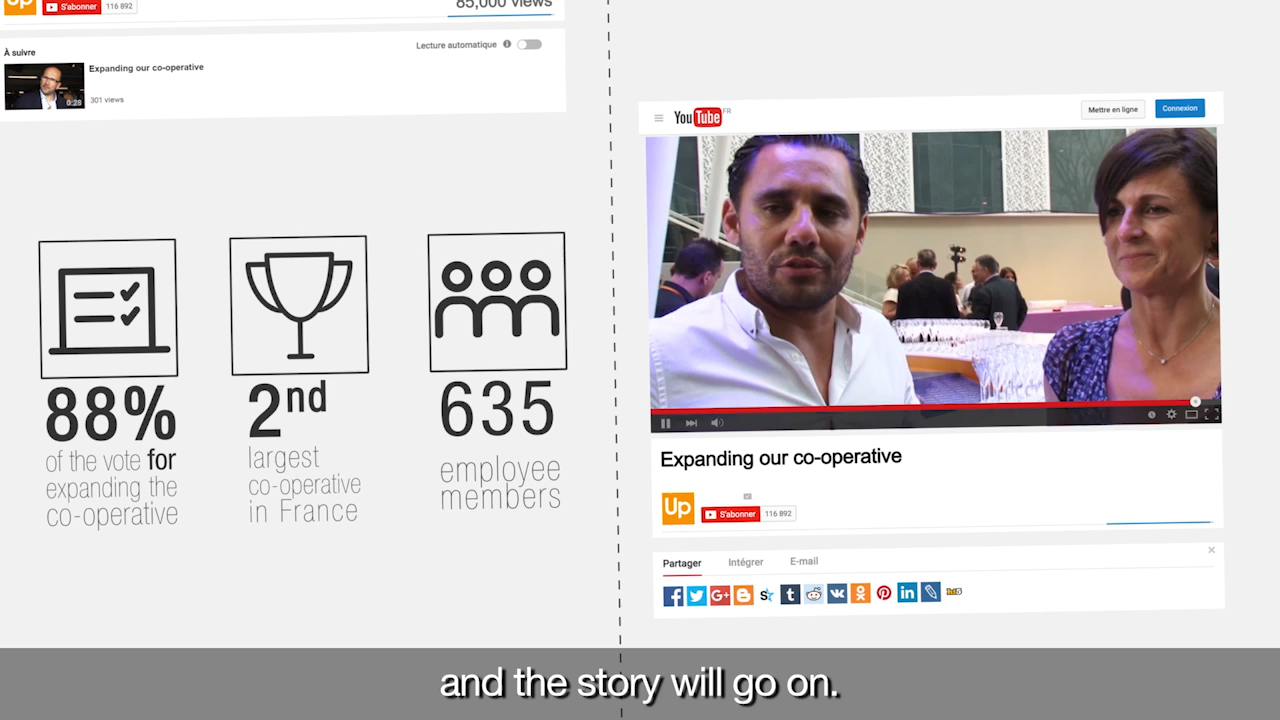 Up
S'abonner
116 892
85,000 views
À suivre
Lecture automatique
Expanding our co-operative
301 views
0:28
88%
of the vote for
expanding the
co-operative
2nd
largest
co-operative
in France
635
employee
members
YouTube FR
Mettre en ligne
Connexion
Expanding our co-operative
Up
S'abonner
116 892
Partager
Intégrer
E-mail
and the story will go on.